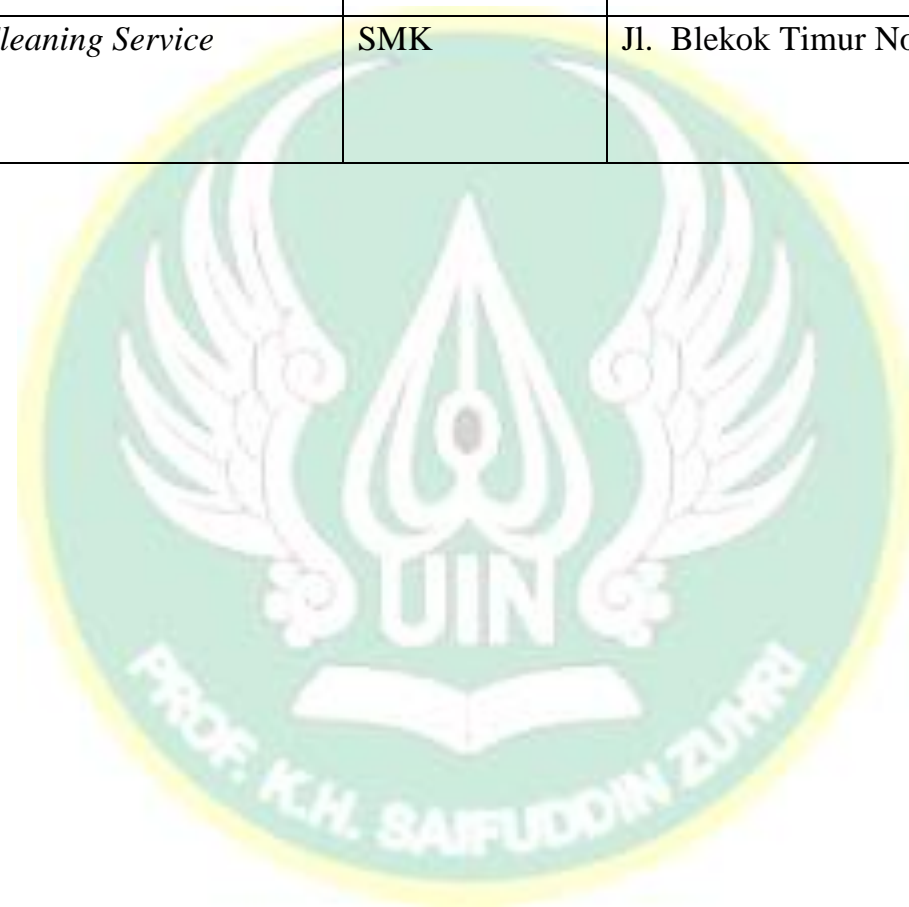 leaning Service SMK Jl. Blekok Timur No
UIN
PROF. K.H. SAIFUDDIN ZUHRI